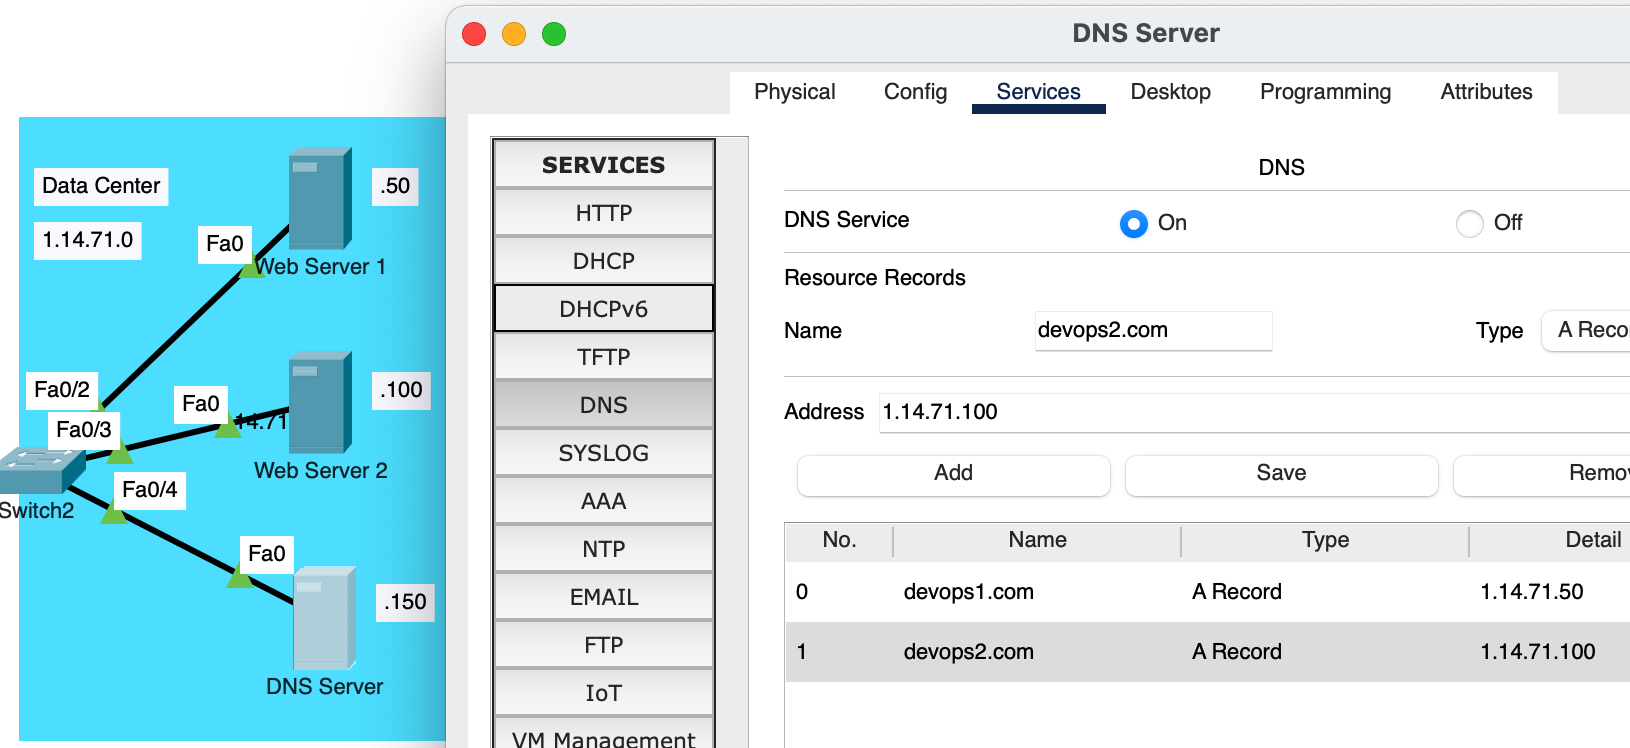 DNS Server
Physical Config Services Desktop Programming Attributes
Data Center
1.14.71.0
.50
Fa0
Web Server 1
Fa0/2
Fa0
.100
Fa0/3
14.71
Web Server 2
Fa0/4
Switch2
Fa0
.150
DNS Server
SERVICES
HTTP
DHCP
DHCPv6
TFTP
DNS
SYSLOG
AAA
NTP
EMAIL
FTP
IoT
VM Management
DNS
DNS Service On Off
Resource Records
Name devops2.com Type A Reco
Address 1.14.71.100
Add Save Remov
No. Name Type Detail
0 devops1.com A Record 1.14.71.50
1 devops2.com A Record 1.14.71.100